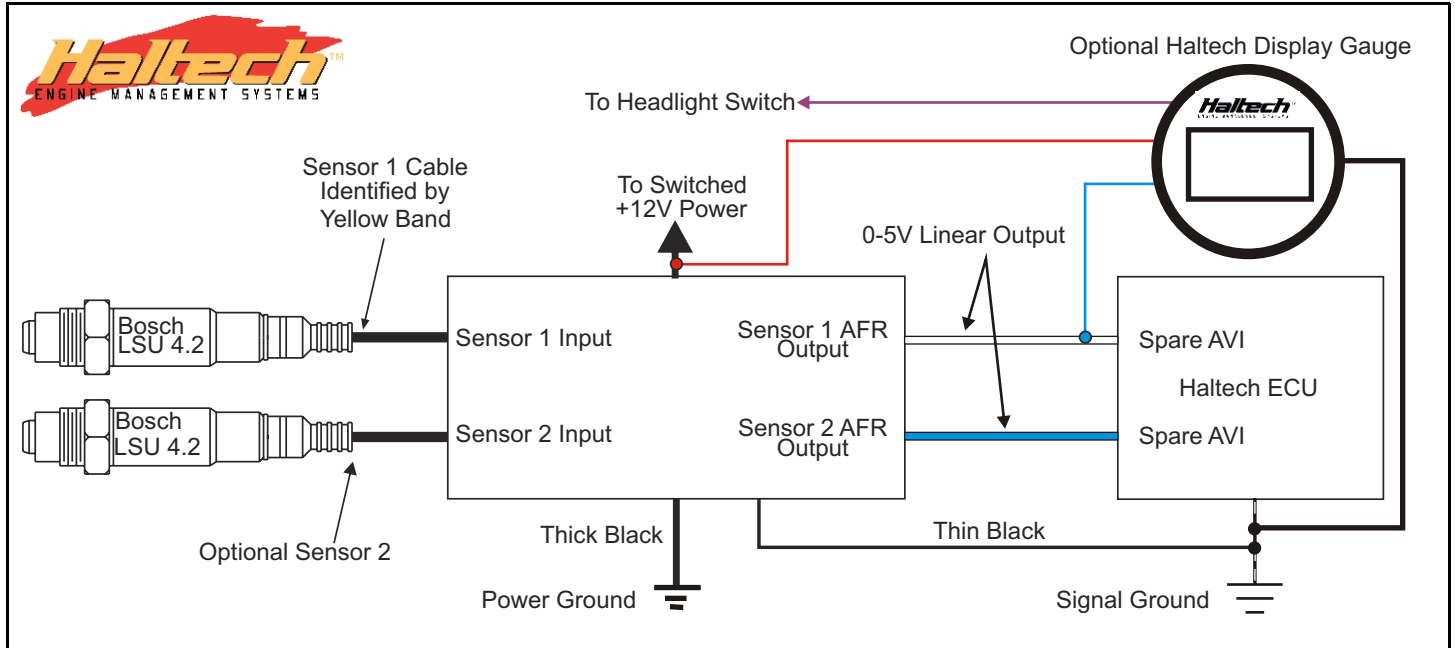 Haltech™
ENGINE MANAGEMENT SYSTEMS
Optional Haltech Display Gauge
To Headlight Switch
Haltech
Sensor 1 Cable
Identified by
Yellow Band
To Switched
+12V Power
0-5V Linear Output
Bosch
LSU 4.2
Sensor 1 Input
Sensor 1 AFR
Output
Spare AVI
Haltech ECU
Bosch
LSU 4.2
Sensor 2 Input
Sensor 2 AFR
Output
Spare AVI
Optional Sensor 2
Thick Black
Thin Black
Power Ground
Signal Ground